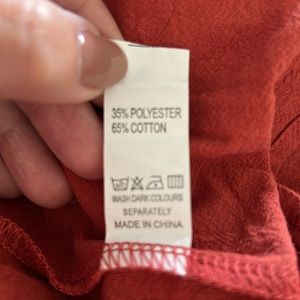 35% POLYESTER
65% COTTON
WASH DARK COLOURS
SEPARATELY
MADE IN CHINA